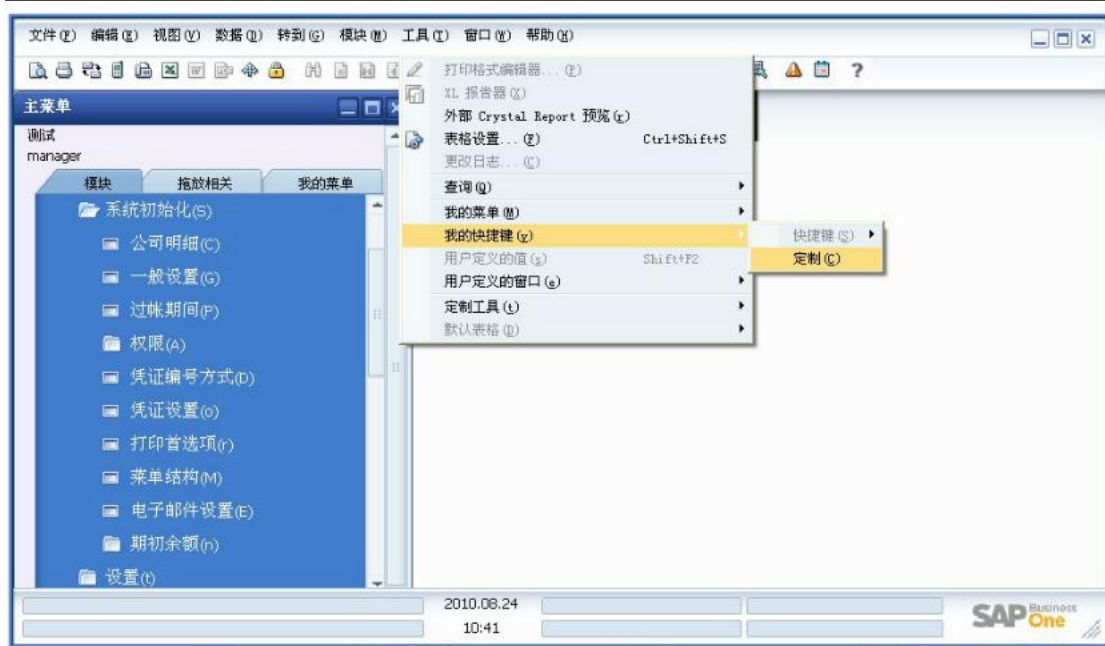 文件(F) 编辑(E) 视图(V) 数据(D) 转到(G) 模块(M) 工具(T) 窗口(W) 帮助(H)
主菜单
测试
manager
模块 拖放相关 我的菜单
系统初始化(S)
公司明细(C)
一般设置(G)
过帐期间(P)
权限(A)
凭证编号方式(D)
凭证设置(o)
打印首选项(r)
菜单结构(M)
电子邮件设置(E)
期初余额(n)
设置(t)
打印格式编辑器... (P)
XL 报告器(X)
外部 Crystal Report 预览(r)
表格设置... (F) Ctrl+Shift+S
更改日志... (C)
查询(Q)
我的菜单(M)
我的快捷键(y)
用户定义的值(s) Shift+F2
用户定义的窗口(e)
定制工具(t)
默认表格(D)
快捷键(S)
定制(C)
2010.08.24
10:41
SAP Business One